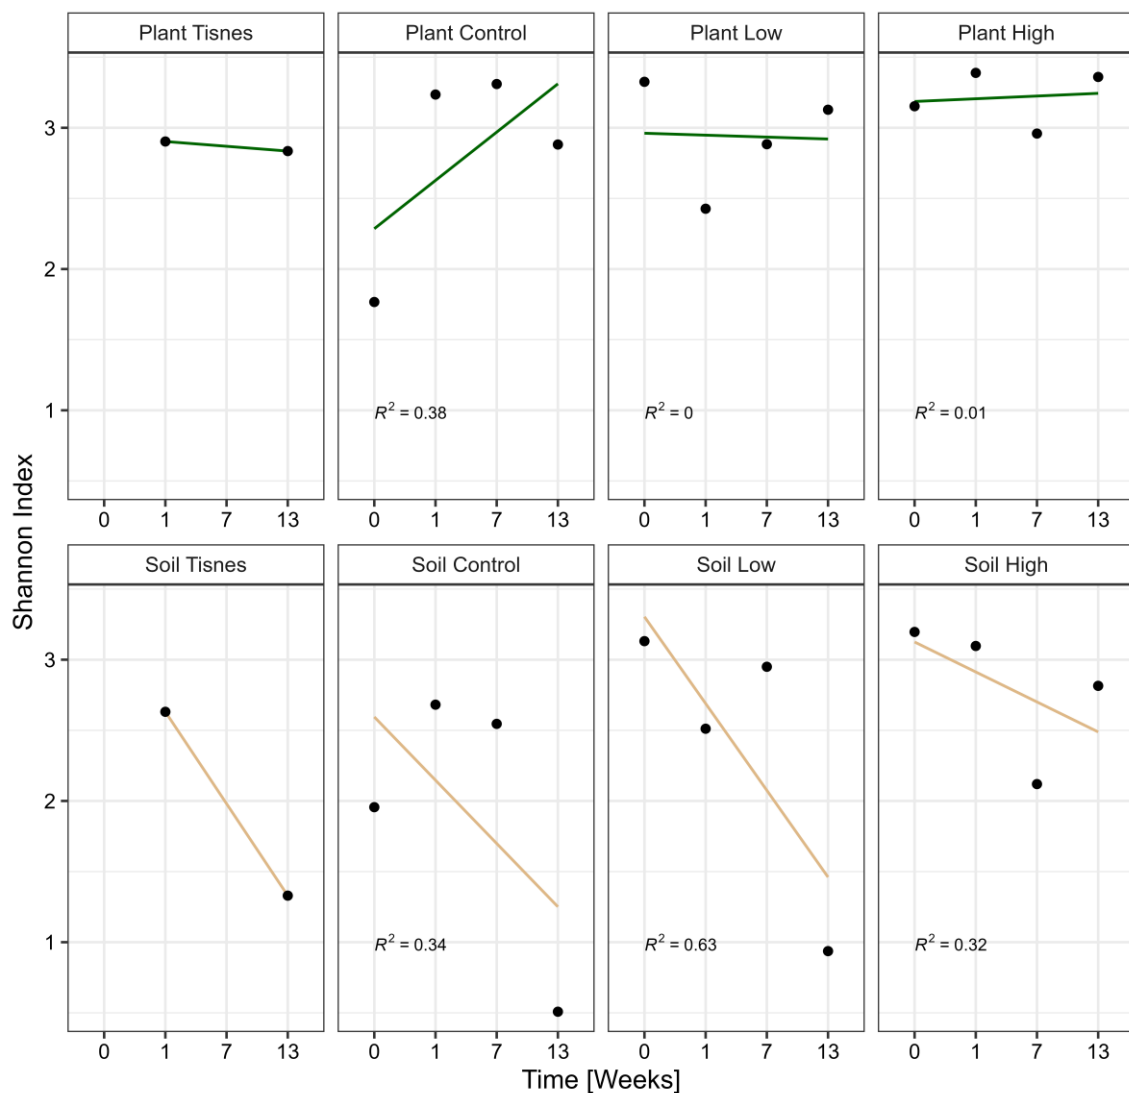 Plant Tisnes Plant Control Plant Low Plant High
3
2
1
R² = 0.38 R² = 0 R² = 0.01
0 1 7 13 0 1 7 13 0 1 7 13 0 1 7 13
Shannon Index
Soil Tisnes Soil Control Soil Low Soil High
3
2
1
R² = 0.34 R² = 0.63 R² = 0.32
0 1 7 13 0 1 7 13 0 1 7 13 0 1 7 13
Time [Weeks]